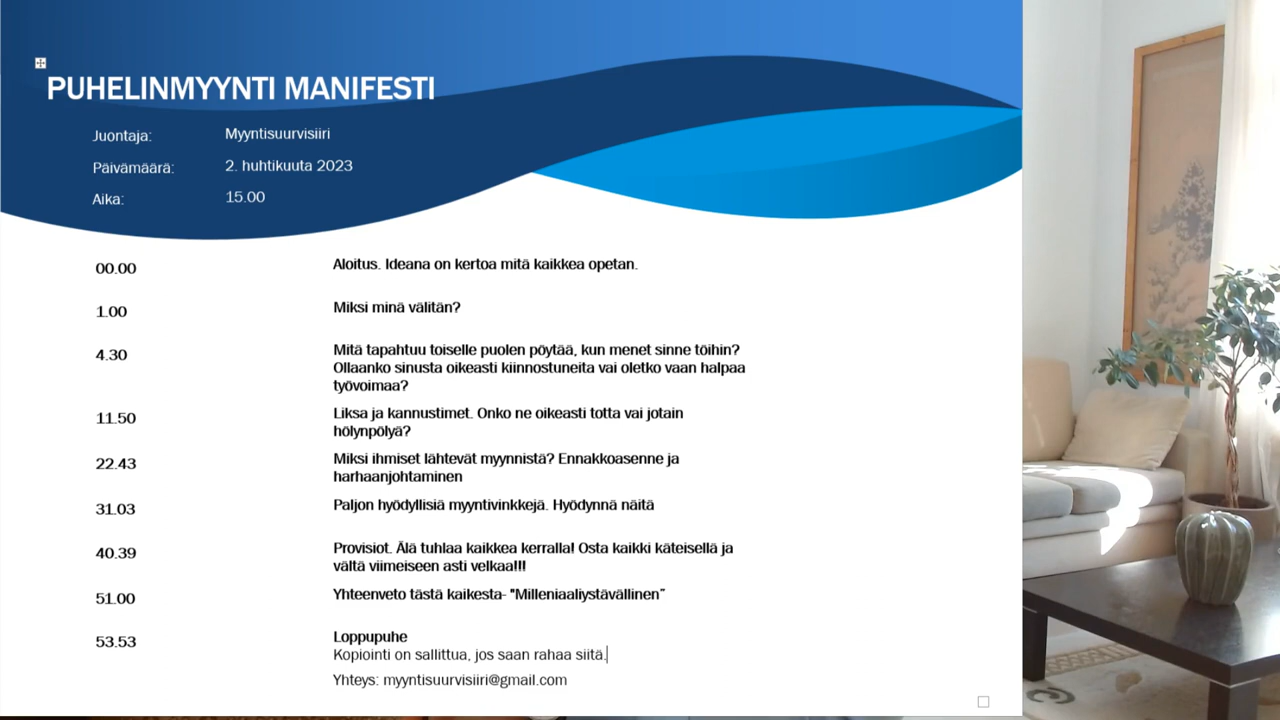 PUHELINMYYNTI MANIFESTI
Juontaja: Myyntisuurvisiiri
Päivämäärä: 2. huhtikuuta 2023
Aika: 15.00
00.00 Aloitus. Ideana on kertoa mitä kaikkea opetan.
1.00 Miksi minä välitän?
4.30 Mitä tapahtuu toiselle puolen pöytää, kun menet sinne töihin?
Ollaanko sinusta oikeasti kiinnostuneita vai oletko vaan halpaa
työvoimaa?
11.50 Liksa ja kannustimet. Onko ne oikeasti totta vai jotain
hölynpölyä?
22.43 Miksi ihmiset lähtevät myynnistä? Ennakkoasenne ja
harhaanjohtaminen
31.03 Paljon hyödyllisiä myyntivinkkejä. Hyödynnä näitä
40.39 Provisiot. Älä tuhlaa kaikkea kerralla! Osta kaikki käteisellä ja
vältä viimeiseen asti velkaa!!!
51.00 Yhteenveto tästä kaikesta- "Milleniaaliystävällinen”
53.53 Loppupuhe
Kopiointi on sallittua, jos saan rahaa siitä.
Yhteys: myyntisuurvisiiri@gmail.com